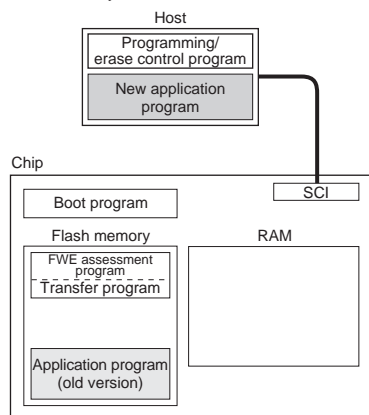 Host
Programming/
erase control program
New application
program
Chip
SCI
Boot program
Flash memory
RAM
FWE assessment
program
Transfer program
Application program
(old version)